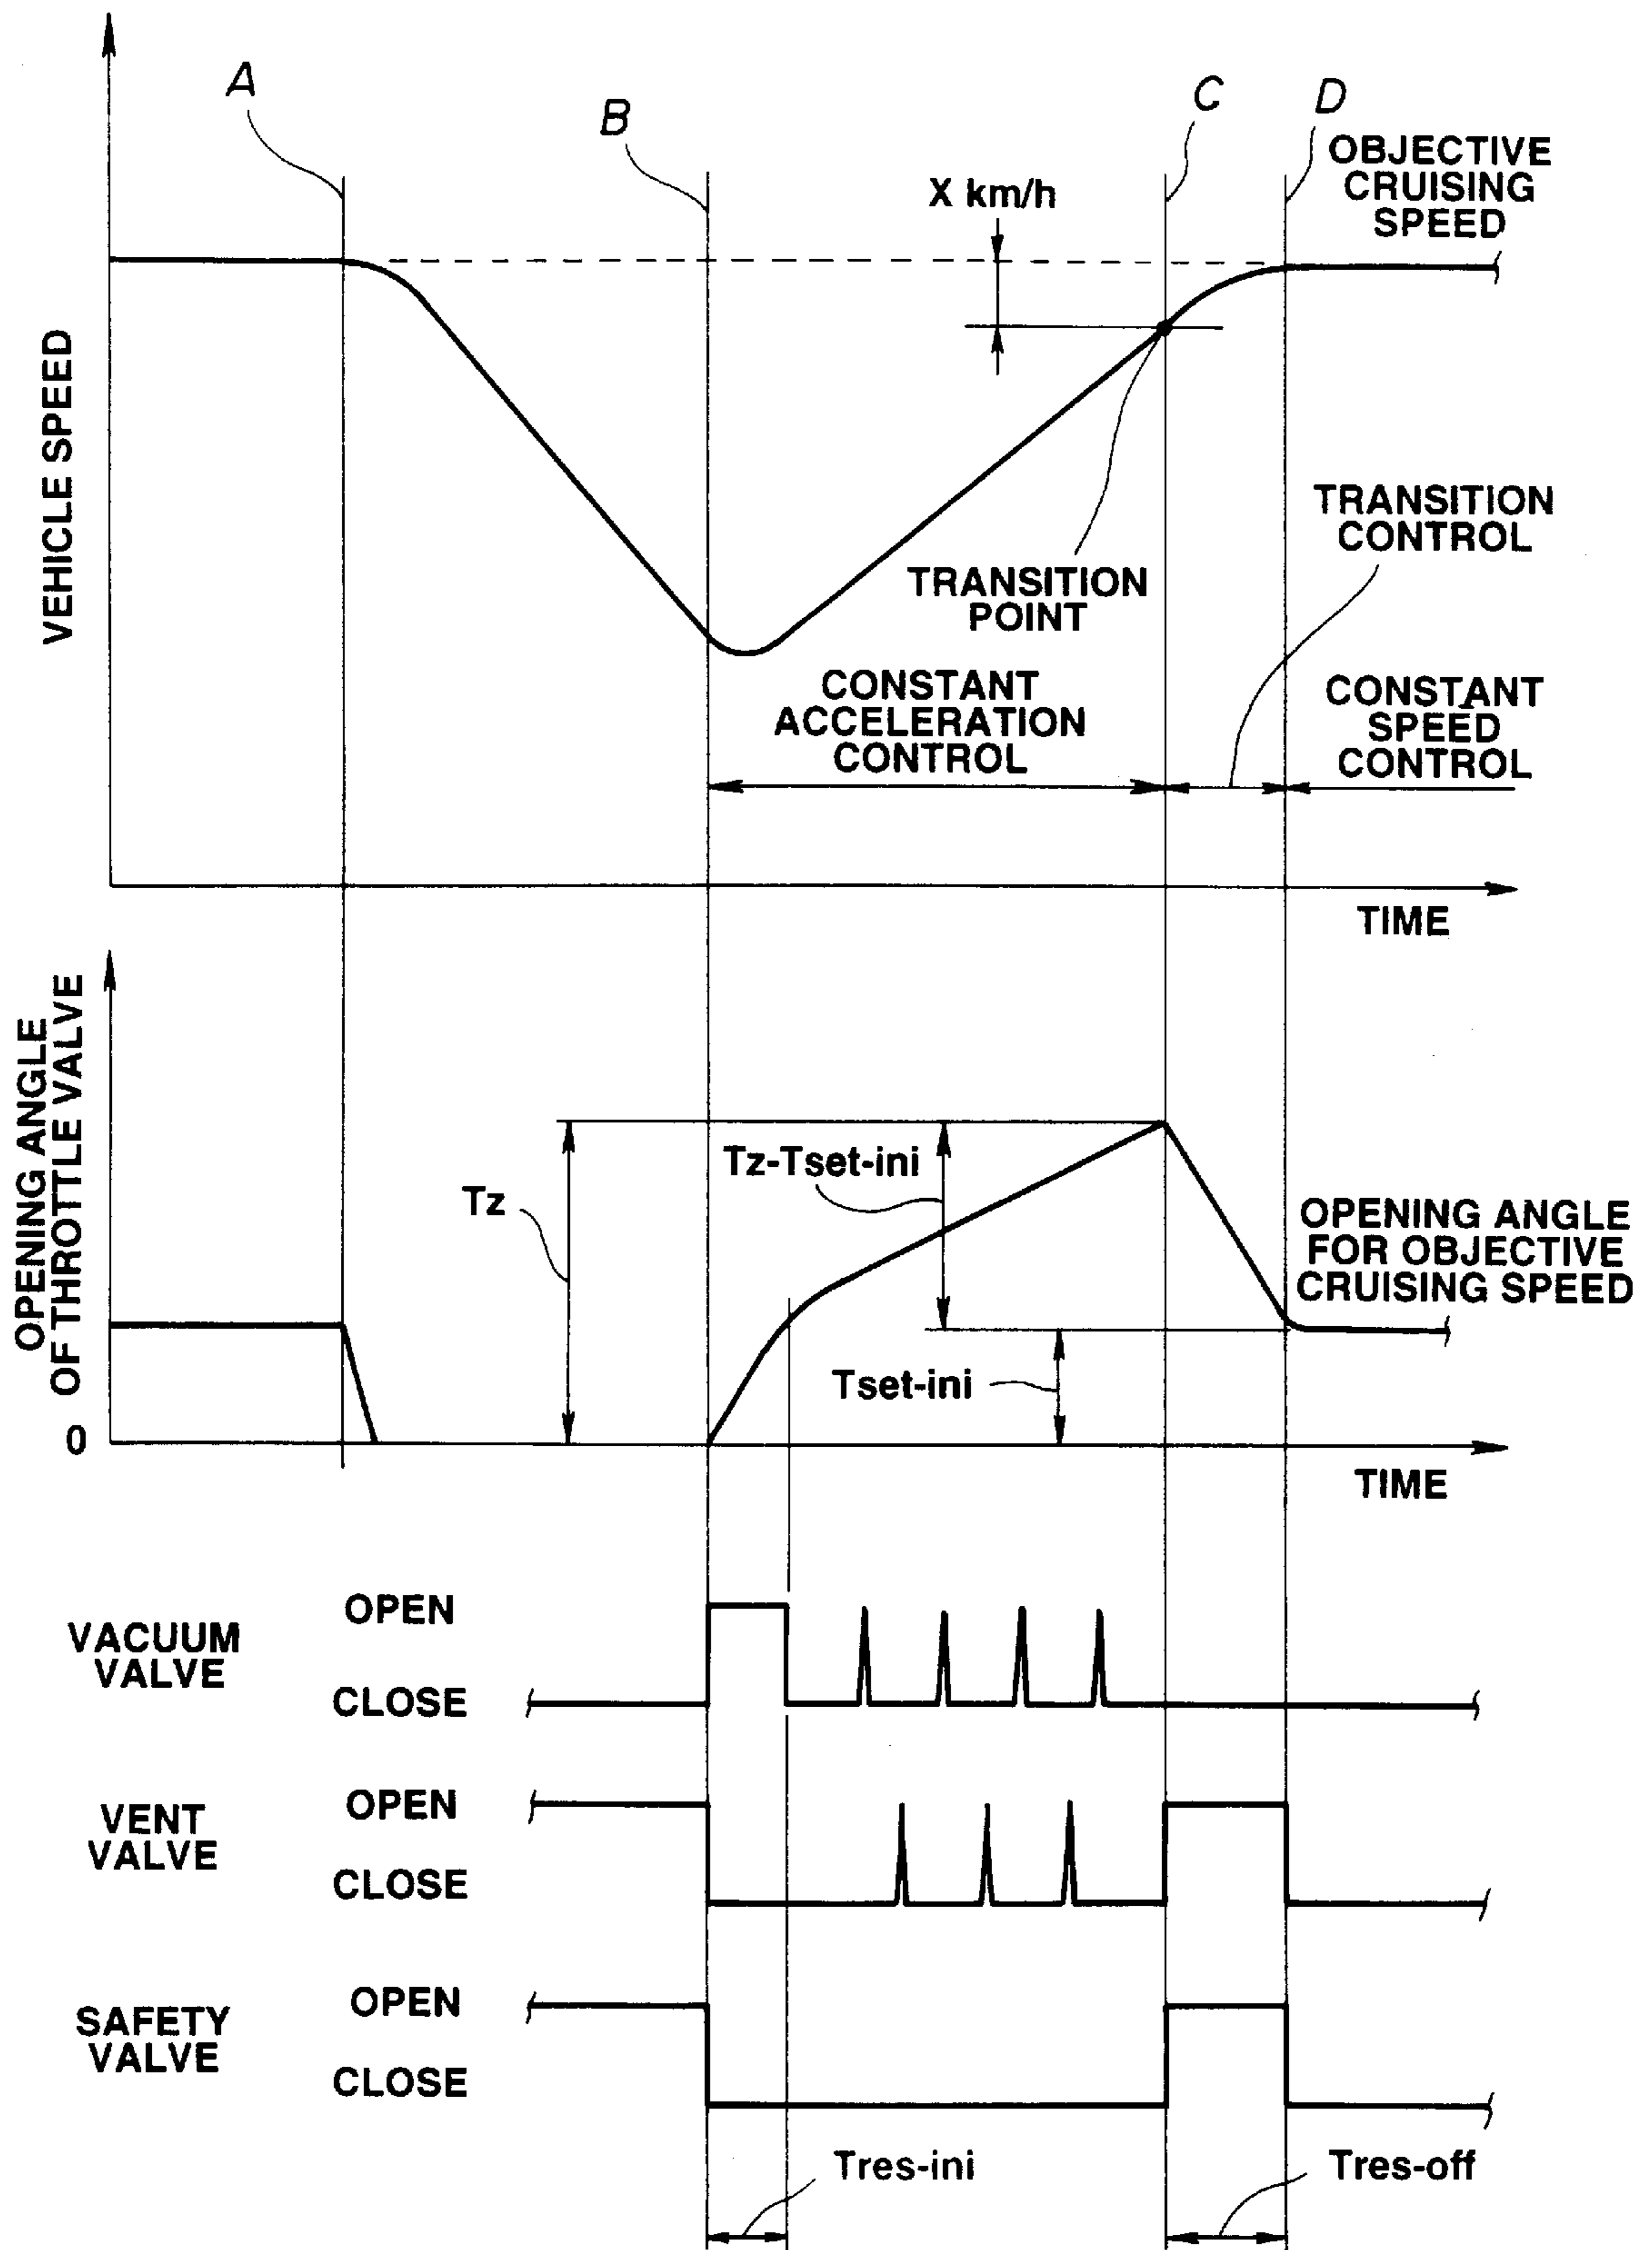 A
B
C
D
OBJECTIVE
CRUISING
SPEED
X km/h
VEHICLE SPEED
TRANSITION
CONTROL
TRANSITION
POINT
CONSTANT
ACCELERATION
CONTROL
CONSTANT
SPEED
CONTROL
TIME
OPENING ANGLE
OF THROTTLE VALVE
Tz-Tset-ini
Tz
OPENING ANGLE
FOR OBJECTIVE
CRUISING SPEED
Tset-ini
0
TIME
VACUUM
VALVE
OPEN
CLOSE
VENT
VALVE
OPEN
CLOSE
SAFETY
VALVE
OPEN
CLOSE
Tres-ini
Tres-off